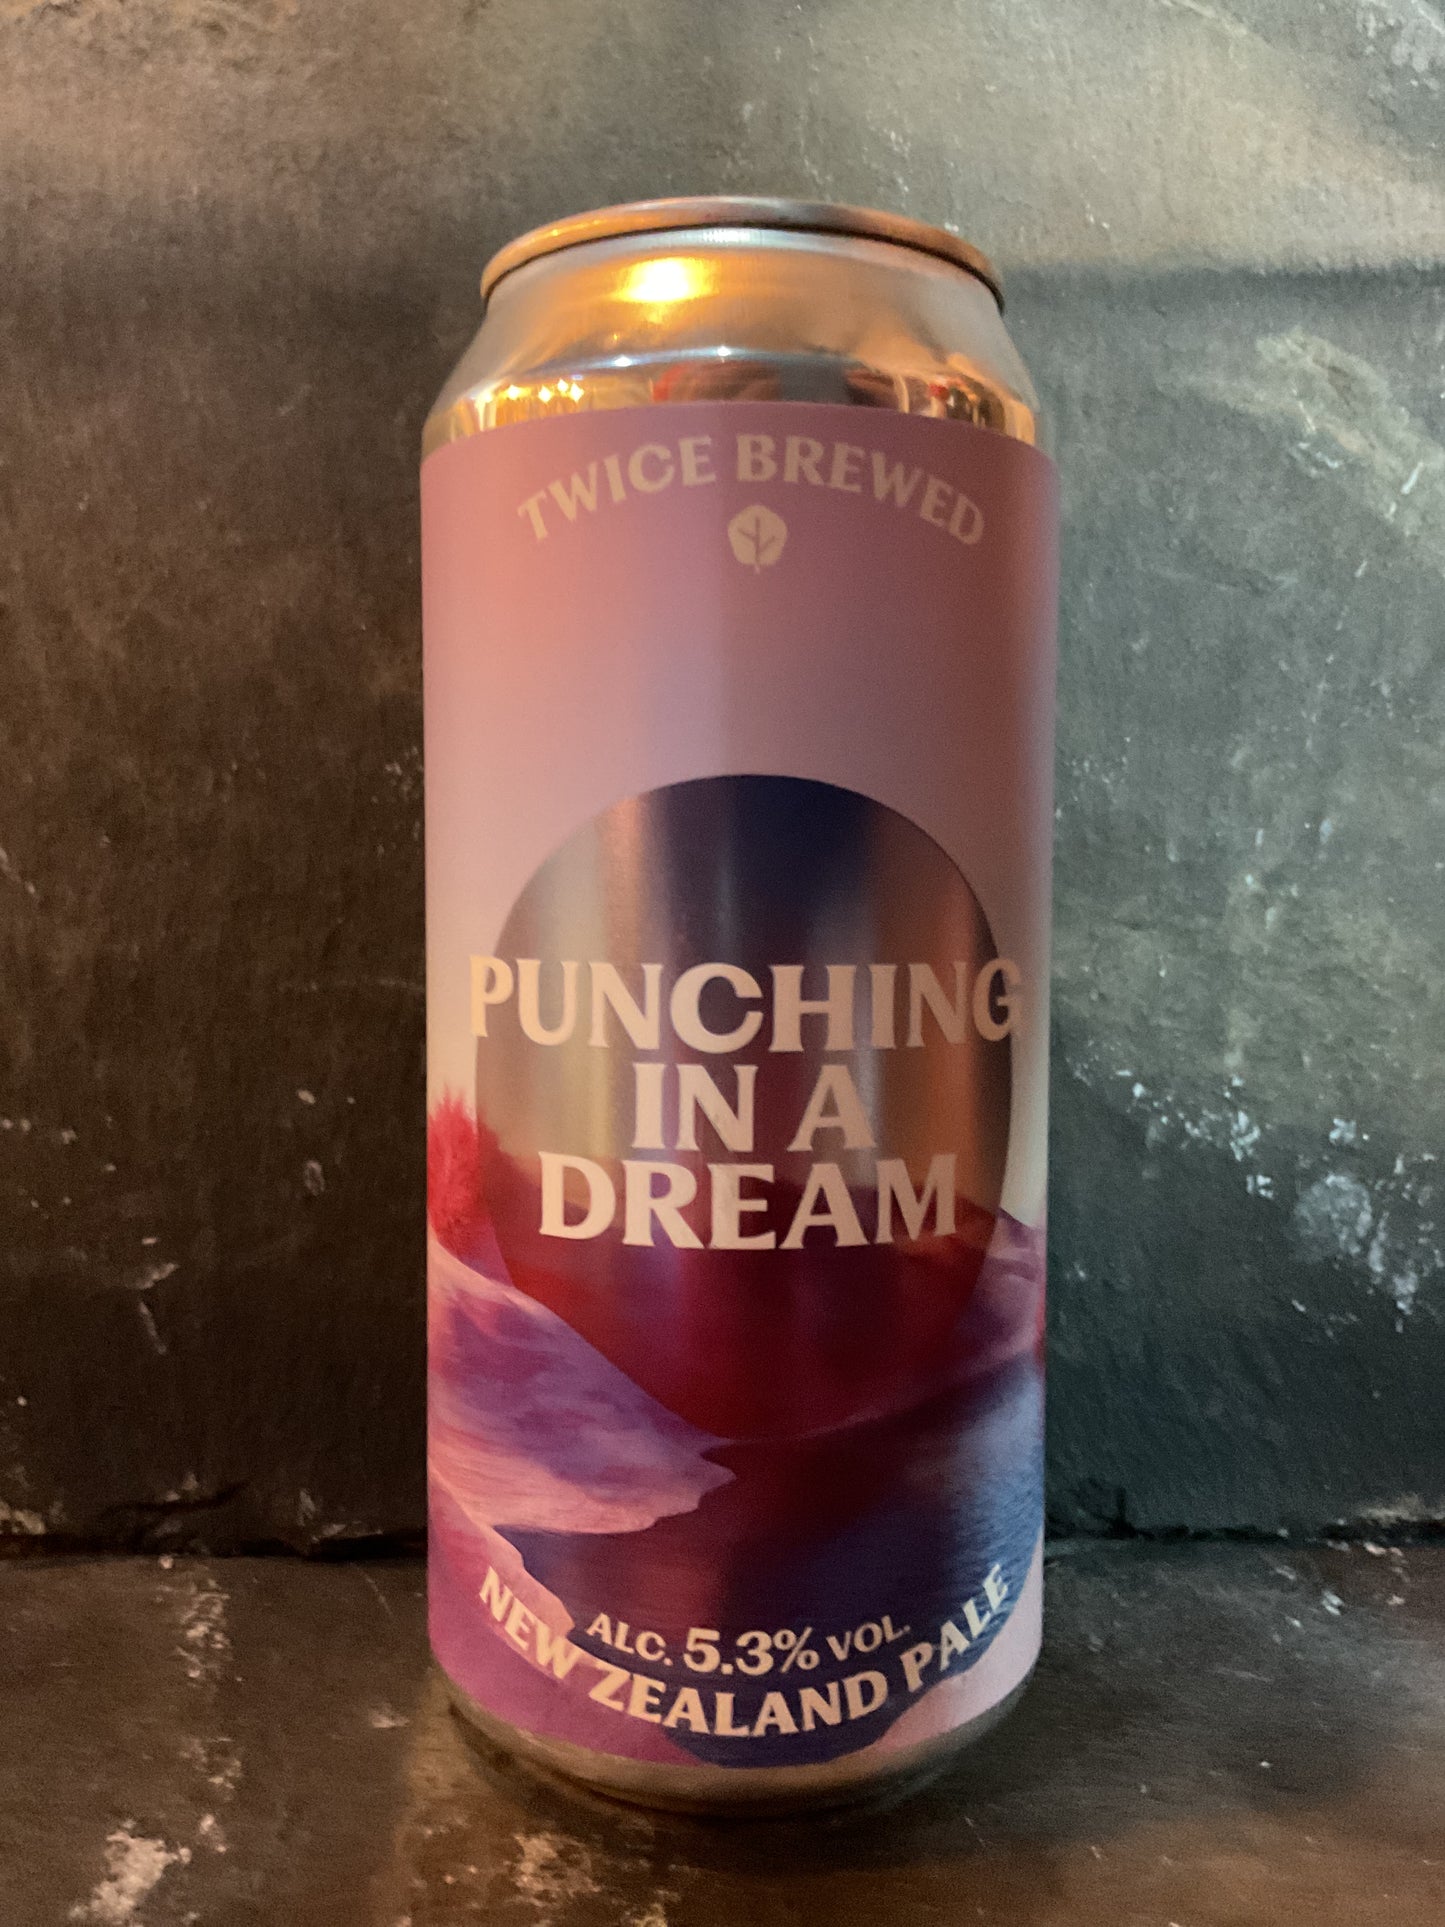 TWICE BREWED
PUNCHING
IN A
DREAM
ALC. 5.3% VOL.
NEW ZEALAND PALE